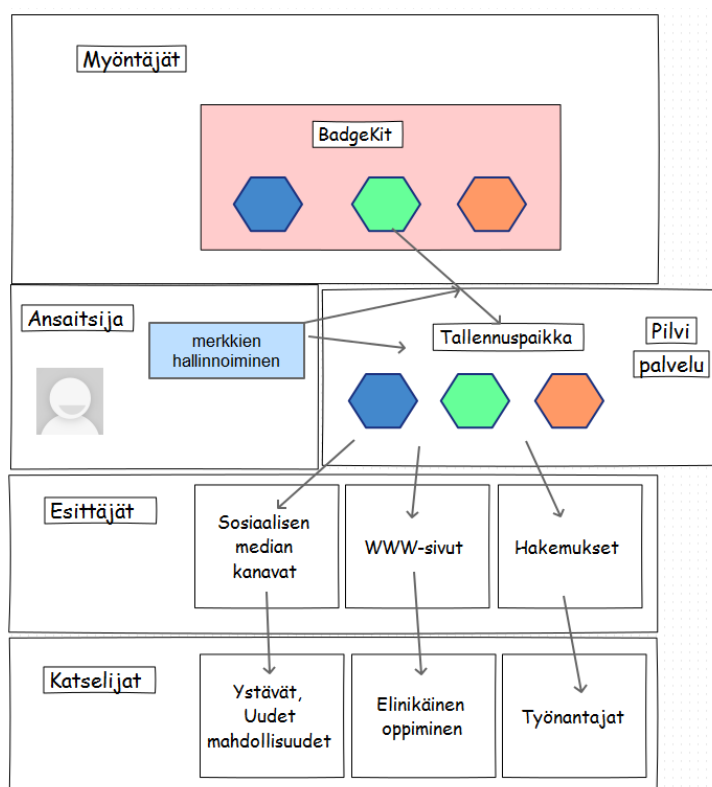 Myöntäjät
BadgeKit
Ansaitsija
merkkien
hallinnoiminen
Tallennuspaikka
Pilvi
palvelu
Esittäjät
Sosiaalisen
median
kanavat
WWW-sivut
Hakemukset
Katselijat
Ystävät,
Uudet
mahdollisuudet
Elinikäinen
oppiminen
Työnantajat